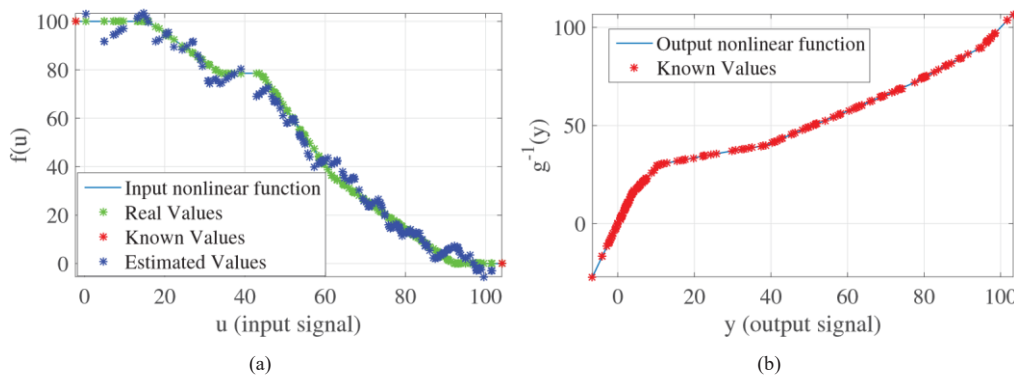 100
80
60
40
20
0
f(u)
Input nonlinear function
Real Values
Known Values
Estimated Values
0 20 40 60 80 100
u (input signal)
(a)
100
50
0
g⁻¹(y)
Output nonlinear function
Known Values
0 20 40 60 80 100
y (output signal)
(b)